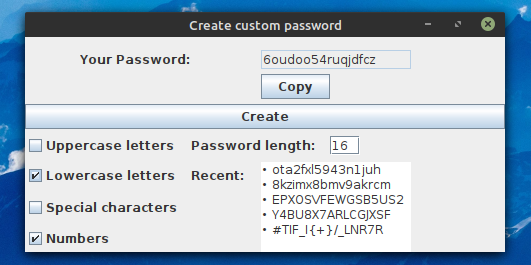 Create custom password
Your Password: 6oudoo54ruqjdfcz
Copy
Create
Uppercase letters Password length: 16
Lowercase letters Recent:
• ota2fxl5943n1juh
• 8kzimx8bmv9akrcm
• EPX0SVFEWGSB5US2
Special characters
• Y4BU8X7ARLCGJXSF
• #TIF_I{+}/_LNR7R
Numbers